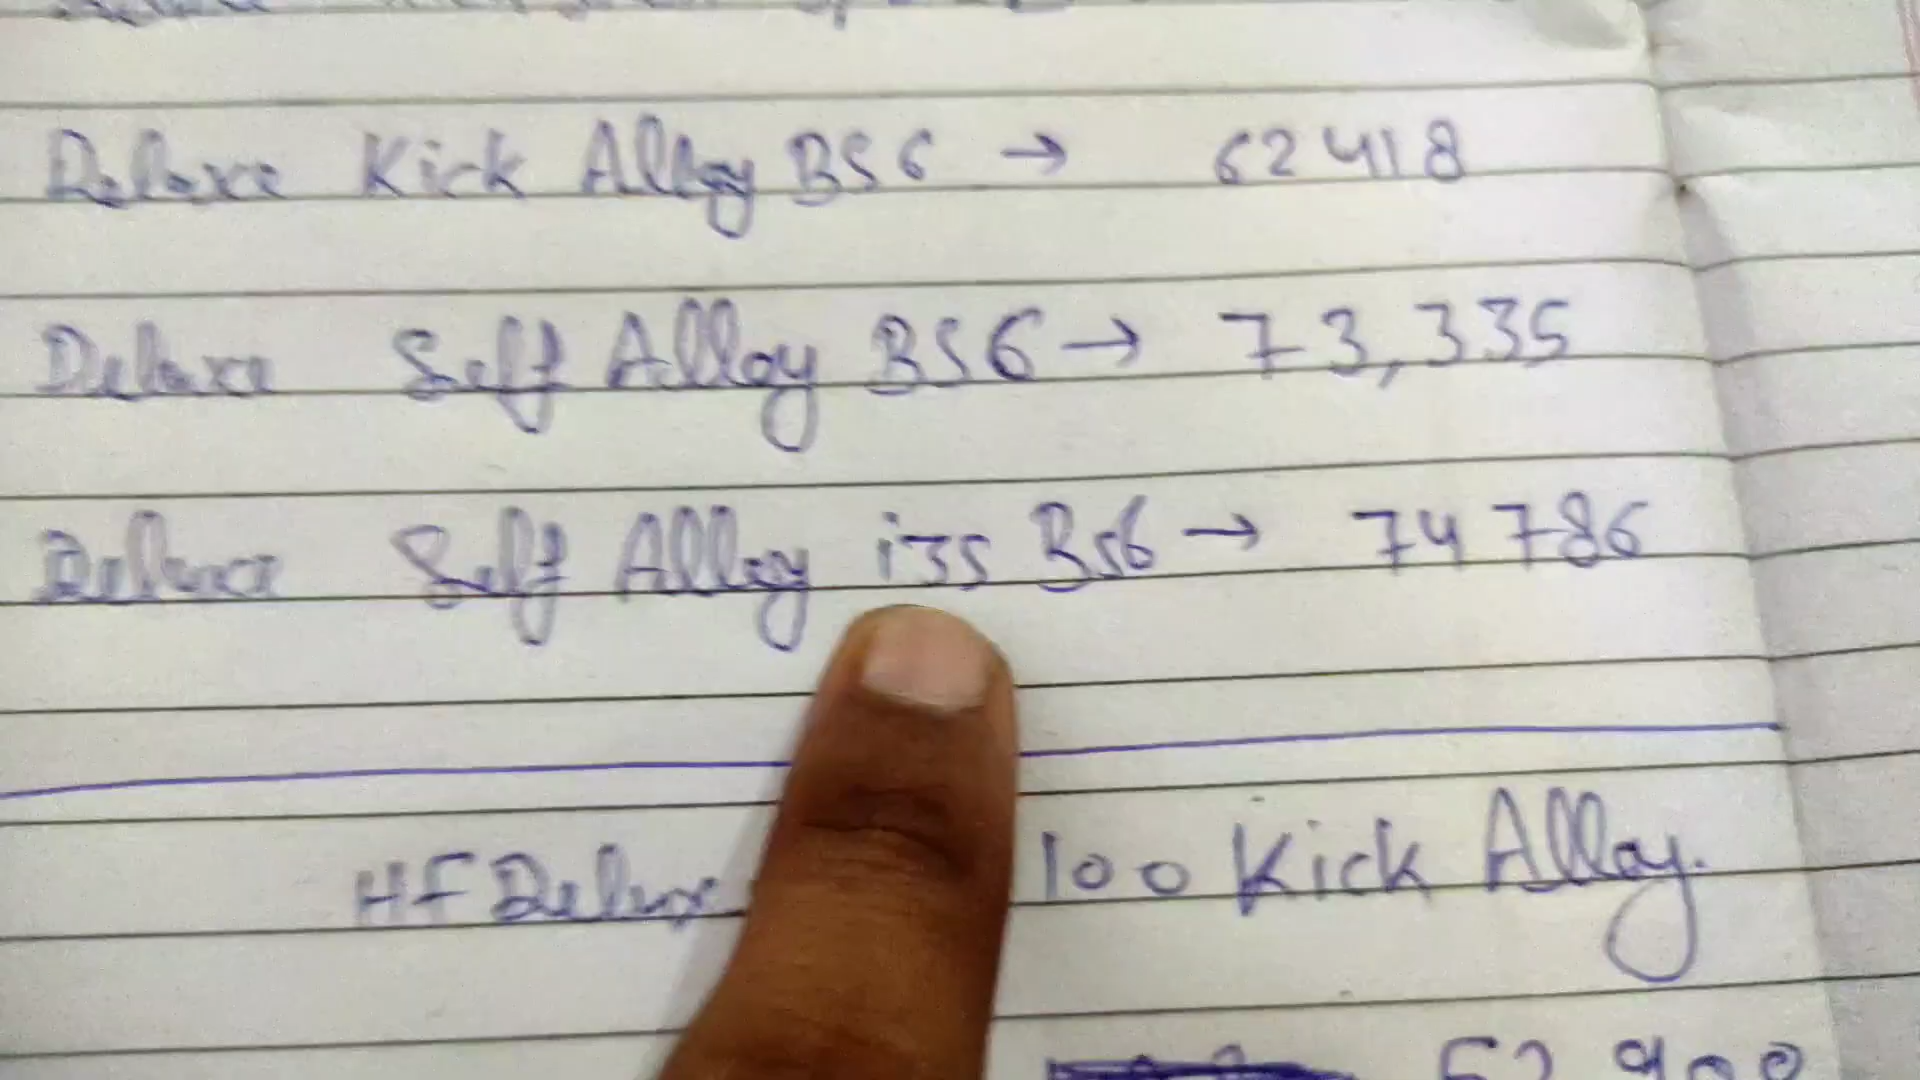 Deluxe Kick Alloy BS6 → 62418
Deluxe Self Alloy BS6 → 73,335
Deluxe Self Alloy i3s BS6 → 74786
HF Deluxe 100 Kick Alloy.